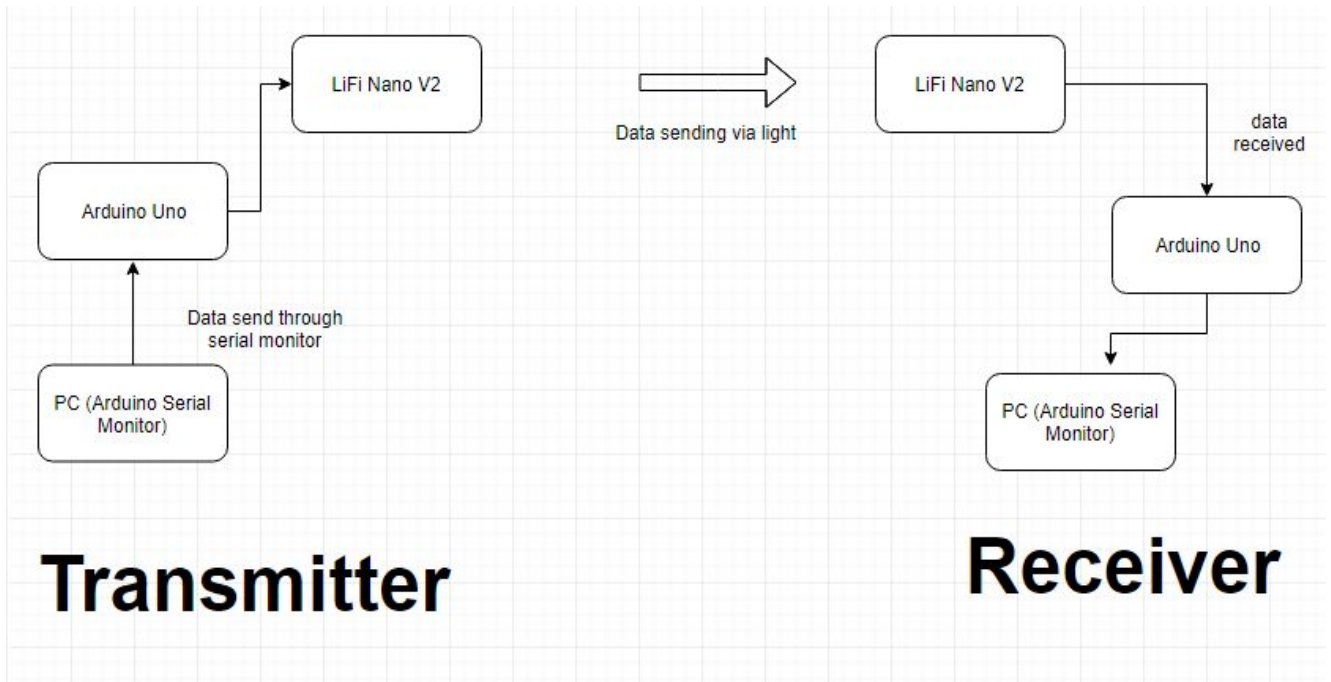 LiFi Nano V2
Arduino Uno
Data send through
serial monitor
PC (Arduino Serial
Monitor)
Transmitter
Data sending via light
LiFi Nano V2
data
received
Arduino Uno
PC (Arduino Serial
Monitor)
Receiver